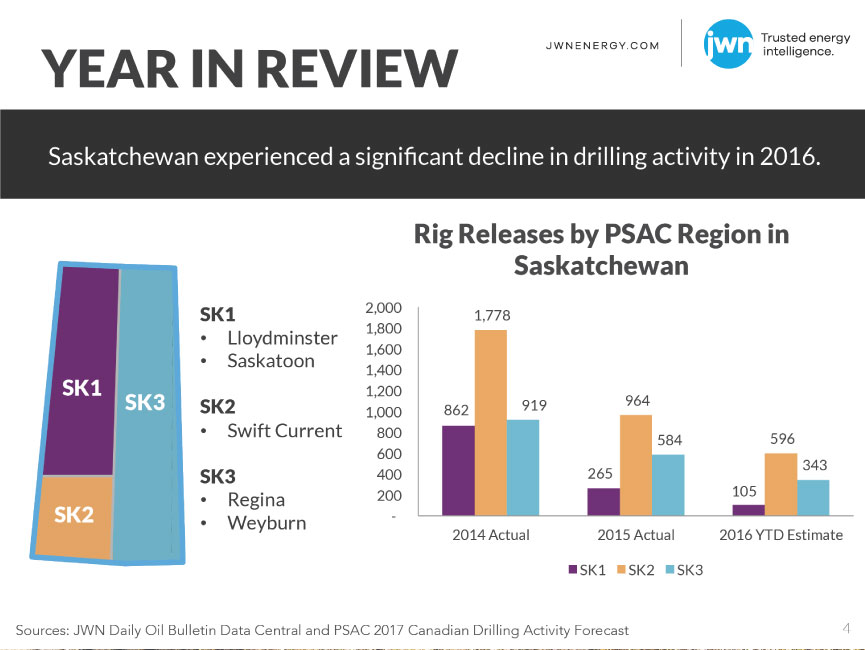 YEAR IN REVIEW
JWNENERGY.COM
jwn
Trusted energy
intelligence.
Saskatchewan experienced a significant decline in drilling activity in 2016.
SK1
SK3
SK2
SK1
• Lloydminster
• Saskatoon
SK2
• Swift Current
SK3
• Regina
• Weyburn
Rig Releases by PSAC Region in
Saskatchewan
2,000
1,800
1,600
1,400
1,200
1,000
800
600
400
200
-
862
1,778
919
265
964
584
105
596
343
2014 Actual
2015 Actual
2016 YTD Estimate
SK1 SK2 SK3
Sources: JWN Daily Oil Bulletin Data Central and PSAC 2017 Canadian Drilling Activity Forecast
4